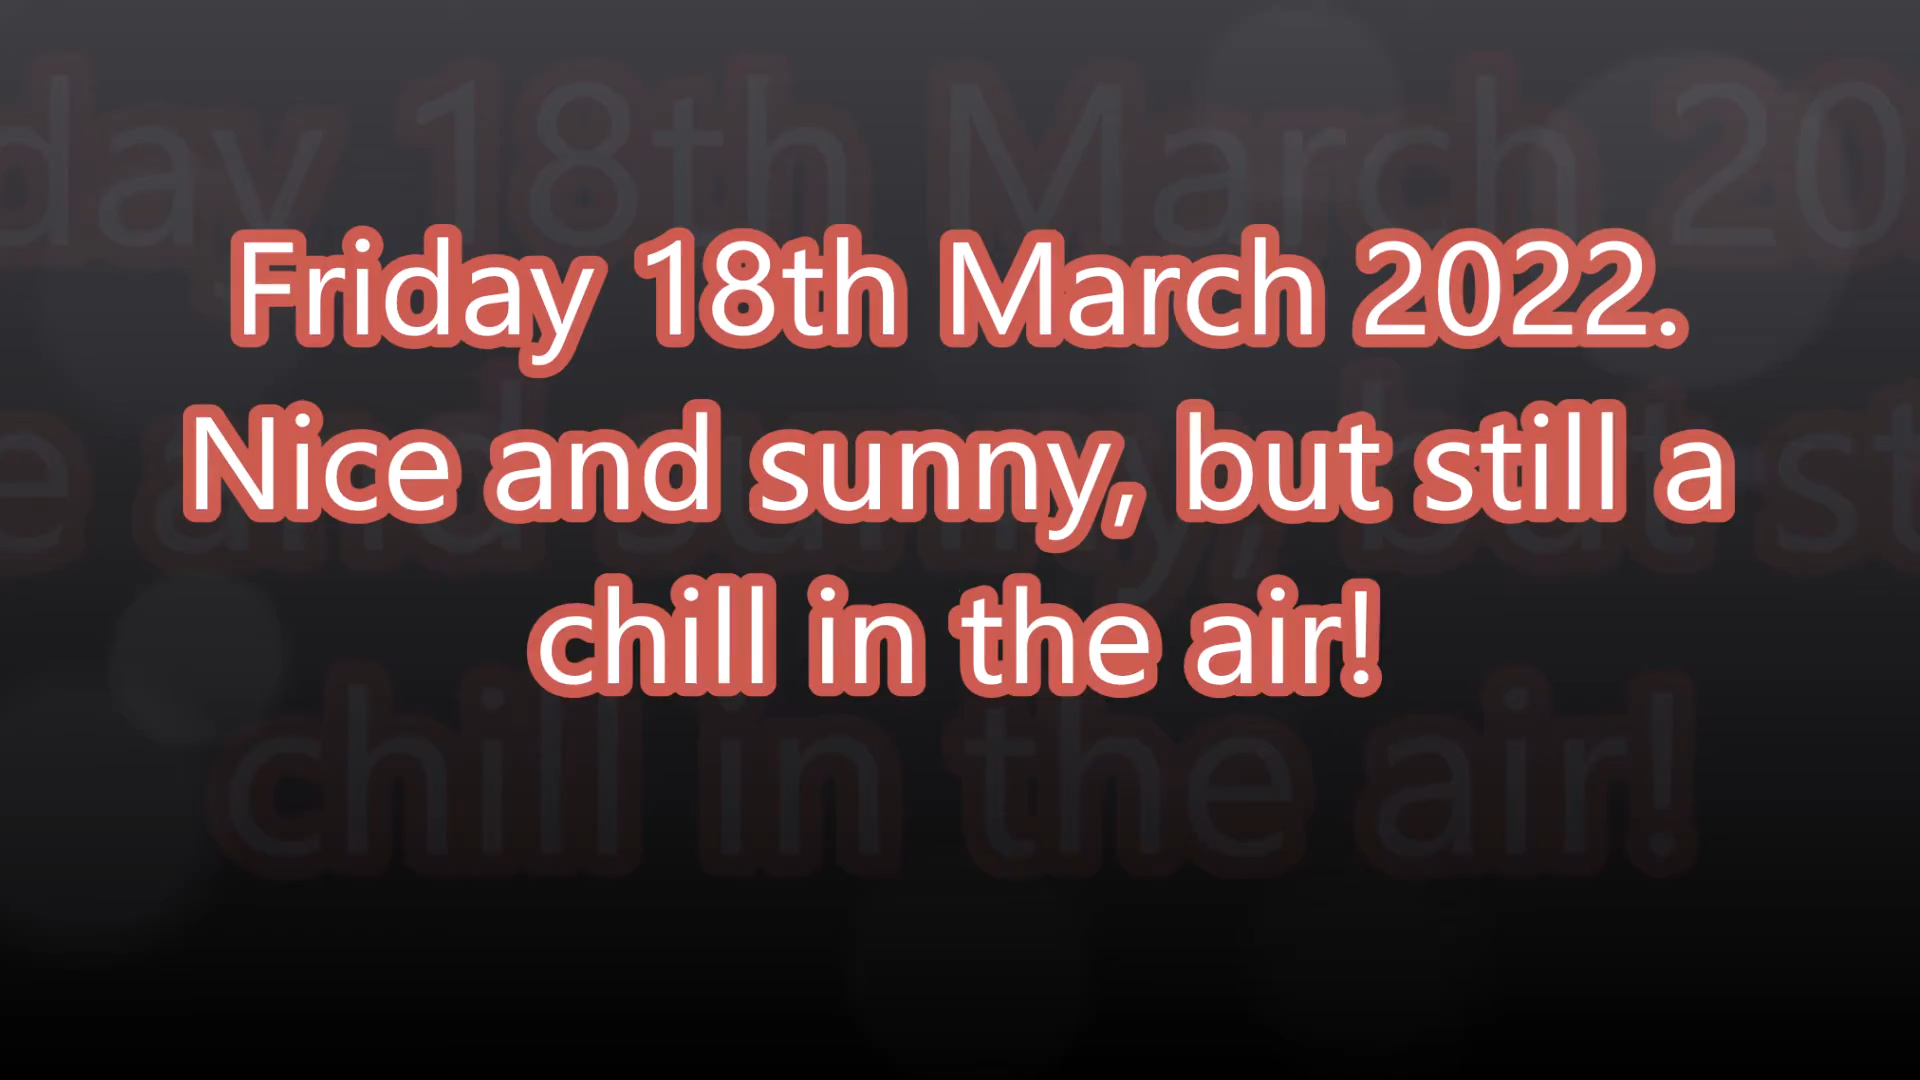 Friday 18th March 2022.
Nice and sunny, but still a
chill in the air!